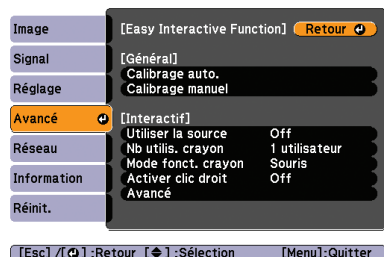 Image
Signal
Réglage
Avancé
Réseau
Information
Réinit.
[Easy Interactive Function] Retour
[Général]
Calibrage auto.
Calibrage manuel
[Interactif]
Utiliser la source Off
Nb utilis. crayon 1 utilisateur
Mode fonct. crayon Souris
Activer clic droit Off
Avancé
[Esc] /[ ] :Retour [ ] :Sélection [Menu]:Quitter